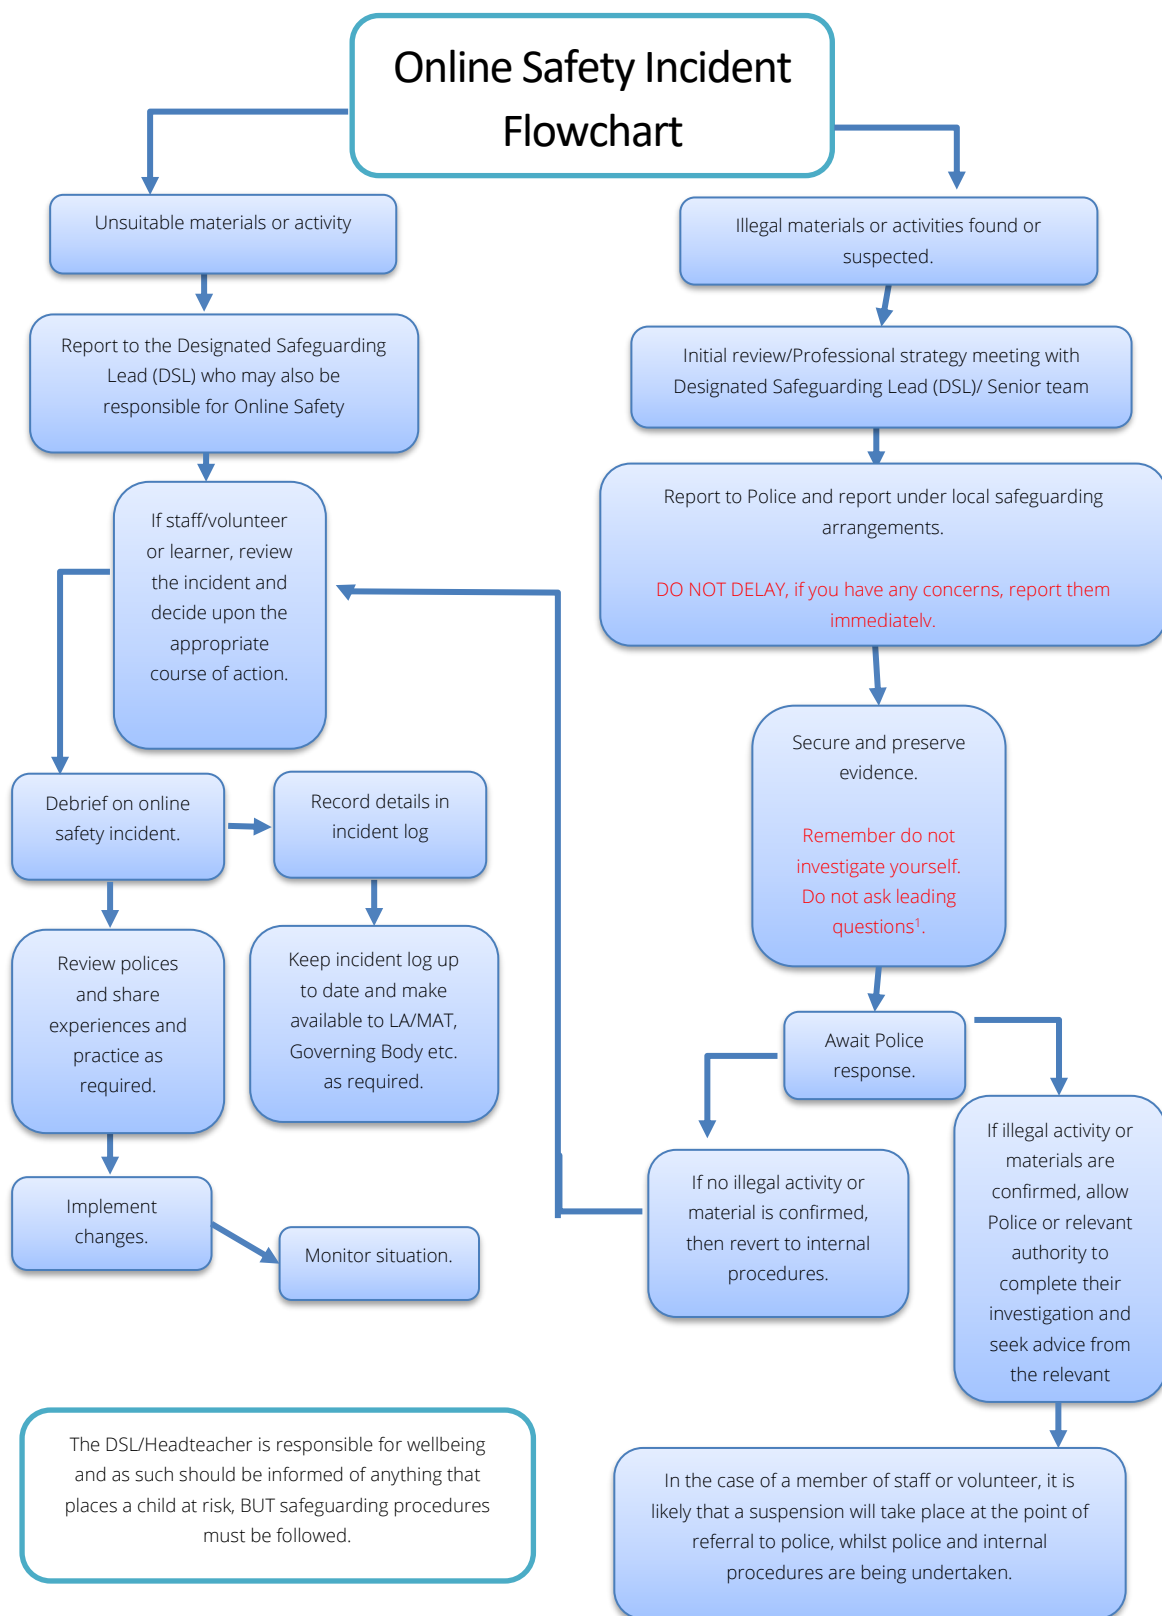 Online Safety Incident
Flowchart
Unsuitable materials or activity
Report to the Designated Safeguarding
Lead (DSL) who may also be
responsible for Online Safety
If staff/volunteer
or learner, review
the incident and
decide upon the
appropriate
course of action.
Debrief on online
safety incident.
Record details in
incident log
Review polices
and share
experiences and
practice as
required.
Keep incident log up
to date and make
available to LA/MAT,
Governing Body etc.
as required.
Implement
changes.
Monitor situation.
Illegal materials or activities found or
suspected.
Initial review/Professional strategy meeting with
Designated Safeguarding Lead (DSL)/ Senior team
Report to Police and report under local safeguarding
arrangements.
DO NOT DELAY, if you have any concerns, report them
immediately.
Secure and preserve
evidence.
Remember do not
investigate yourself.
Do not ask leading
questions¹.
Await Police
response.
If no illegal activity or
material is confirmed,
then revert to internal
procedures.
If illegal activity or
materials are
confirmed, allow
Police or relevant
authority to
complete their
investigation and
seek advice from
the relevant
In the case of a member of staff or volunteer, it is
likely that a suspension will take place at the point of
referral to police, whilst police and internal
procedures are being undertaken.
The DSL/Headteacher is responsible for wellbeing
and as such should be informed of anything that
places a child at risk, BUT safeguarding procedures
must be followed.